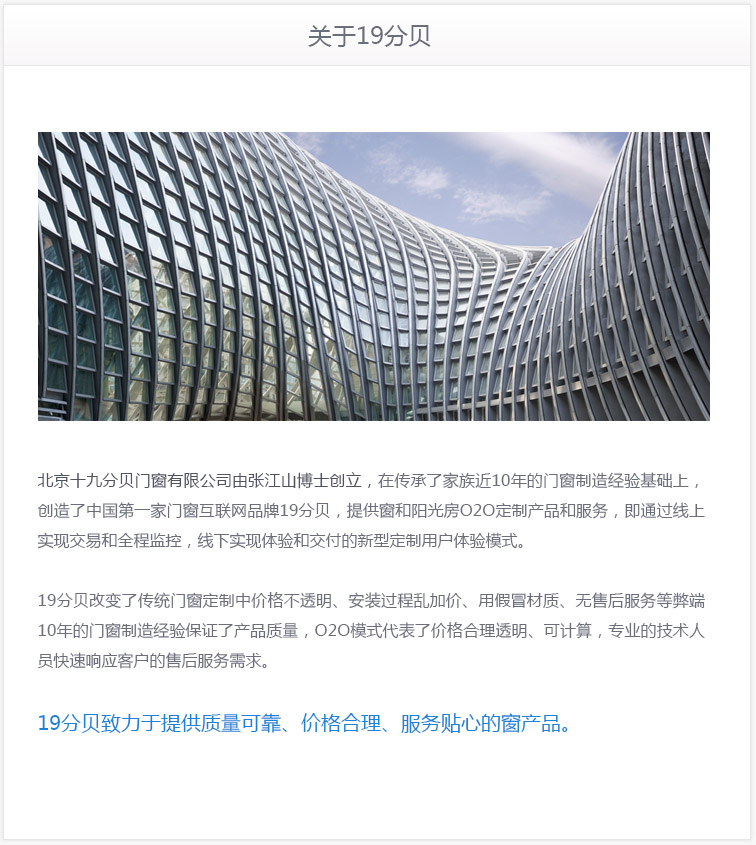 关于19分贝
北京十九分贝门窗有限公司由张江山博士创立，在传承了家族近10年的门窗制造经验基础上，
创造了中国第一家门窗互联网品牌19分贝，提供窗和阳光房O2O定制产品和服务，即通过线上
实现交易和全程监控，线下实现体验和交付的新型定制用户体验模式。
19分贝改变了传统门窗定制中价格不透明、安装过程乱加价、用假冒材质、无售后服务等弊端
10年的门窗制造经验保证了产品质量，O2O模式代表了价格合理透明、可计算，专业的技术人
员快速响应客户的售后服务需求。
19分贝致力于提供质量可靠、价格合理、服务贴心的窗产品。